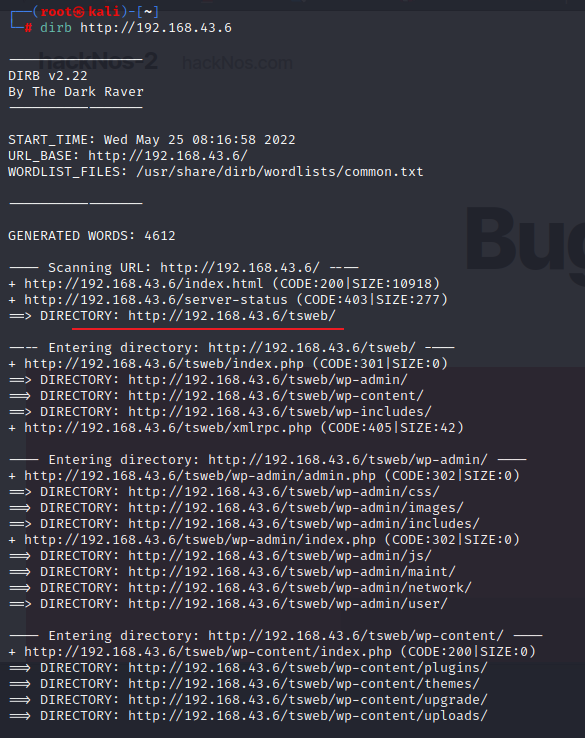 ┌──(root㉿kali)-[~]
└─# dirb http://192.168.43.6
hackNos-2 hackNos.com
-----------------
DIRB v2.22
By The Dark Raver
-----------------
START_TIME: Wed May 25 08:16:58 2022
URL_BASE: http://192.168.43.6/
WORDLIST_FILES: /usr/share/dirb/wordlists/common.txt
-----------------
GENERATED WORDS: 4612
---- Scanning URL: http://192.168.43.6/ ----
+ http://192.168.43.6/index.html (CODE:200|SIZE:10918)
+ http://192.168.43.6/server-status (CODE:403|SIZE:277)
==> DIRECTORY: http://192.168.43.6/tsweb/
Bug
---- Entering directory: http://192.168.43.6/tsweb/ ----
+ http://192.168.43.6/tsweb/index.php (CODE:301|SIZE:0)
==> DIRECTORY: http://192.168.43.6/tsweb/wp-admin/
==> DIRECTORY: http://192.168.43.6/tsweb/wp-content/
==> DIRECTORY: http://192.168.43.6/tsweb/wp-includes/
+ http://192.168.43.6/tsweb/xmlrpc.php (CODE:405|SIZE:42)
---- Entering directory: http://192.168.43.6/tsweb/wp-admin/ ----
+ http://192.168.43.6/tsweb/wp-admin/admin.php (CODE:302|SIZE:0)
==> DIRECTORY: http://192.168.43.6/tsweb/wp-admin/css/
==> DIRECTORY: http://192.168.43.6/tsweb/wp-admin/images/
==> DIRECTORY: http://192.168.43.6/tsweb/wp-admin/includes/
+ http://192.168.43.6/tsweb/wp-admin/index.php (CODE:302|SIZE:0)
==> DIRECTORY: http://192.168.43.6/tsweb/wp-admin/js/
==> DIRECTORY: http://192.168.43.6/tsweb/wp-admin/maint/
==> DIRECTORY: http://192.168.43.6/tsweb/wp-admin/network/
==> DIRECTORY: http://192.168.43.6/tsweb/wp-admin/user/
---- Entering directory: http://192.168.43.6/tsweb/wp-content/ ----
+ http://192.168.43.6/tsweb/wp-content/index.php (CODE:200|SIZE:0)
==> DIRECTORY: http://192.168.43.6/tsweb/wp-content/plugins/
==> DIRECTORY: http://192.168.43.6/tsweb/wp-content/themes/
==> DIRECTORY: http://192.168.43.6/tsweb/wp-content/upgrade/
==> DIRECTORY: http://192.168.43.6/tsweb/wp-content/uploads/